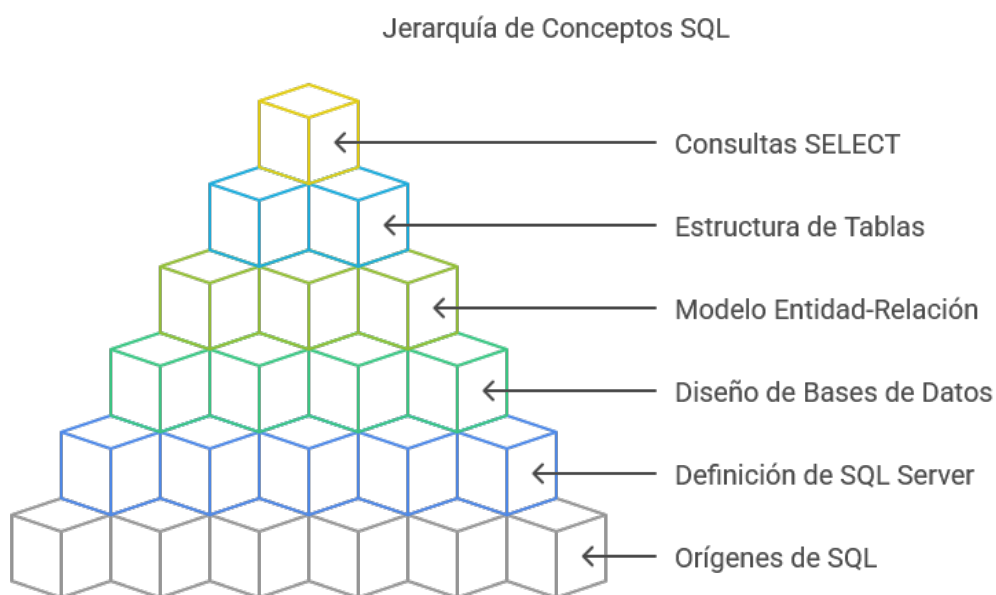 Jerarquía de Conceptos SQL
Consultas SELECT
Estructura de Tablas
Modelo Entidad-Relación
Diseño de Bases de Datos
Definición de SQL Server
Orígenes de SQL